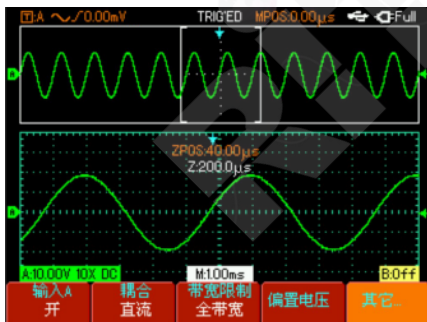 T:A 0.00mV TRIG'ED MPOS:0.00μs Full
ZPOS:40.00μs
Z:200.0μs
A:10.00V 10X DC M:1.00ms B:Off
输入A 耦合 带宽限制 偏置电压 其它...
开 直流 全带宽